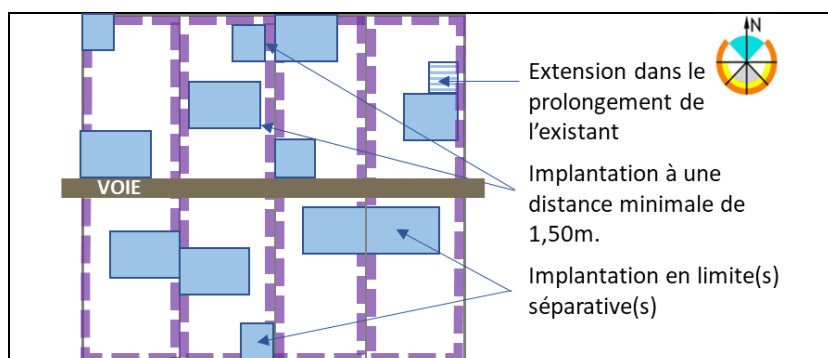 N
Extension dans le
prolongement de
l'existant
Implantation à une
distance minimale de
1,50m.
VOIE
Implantation en limite(s)
séparative(s)